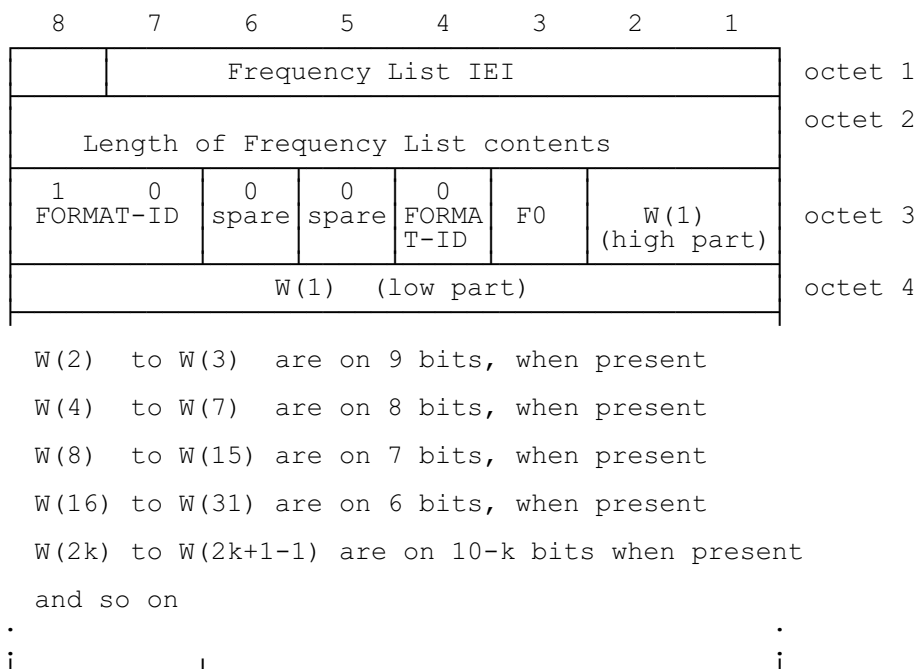 8 7 6 5 4 3 2 1
Frequency List IEI octet 1
octet 2
Length of Frequency List contents
1 0 0 0 0
FORMAT-ID spare spare FORMA F0 W(1) octet 3
T-ID (high part)
W(1) (low part) octet 4
W(2) to W(3) are on 9 bits, when present
W(4) to W(7) are on 8 bits, when present
W(8) to W(15) are on 7 bits, when present
W(16) to W(31) are on 6 bits, when present
W(2k) to W(2k+1-1) are on 10-k bits when present
and so on